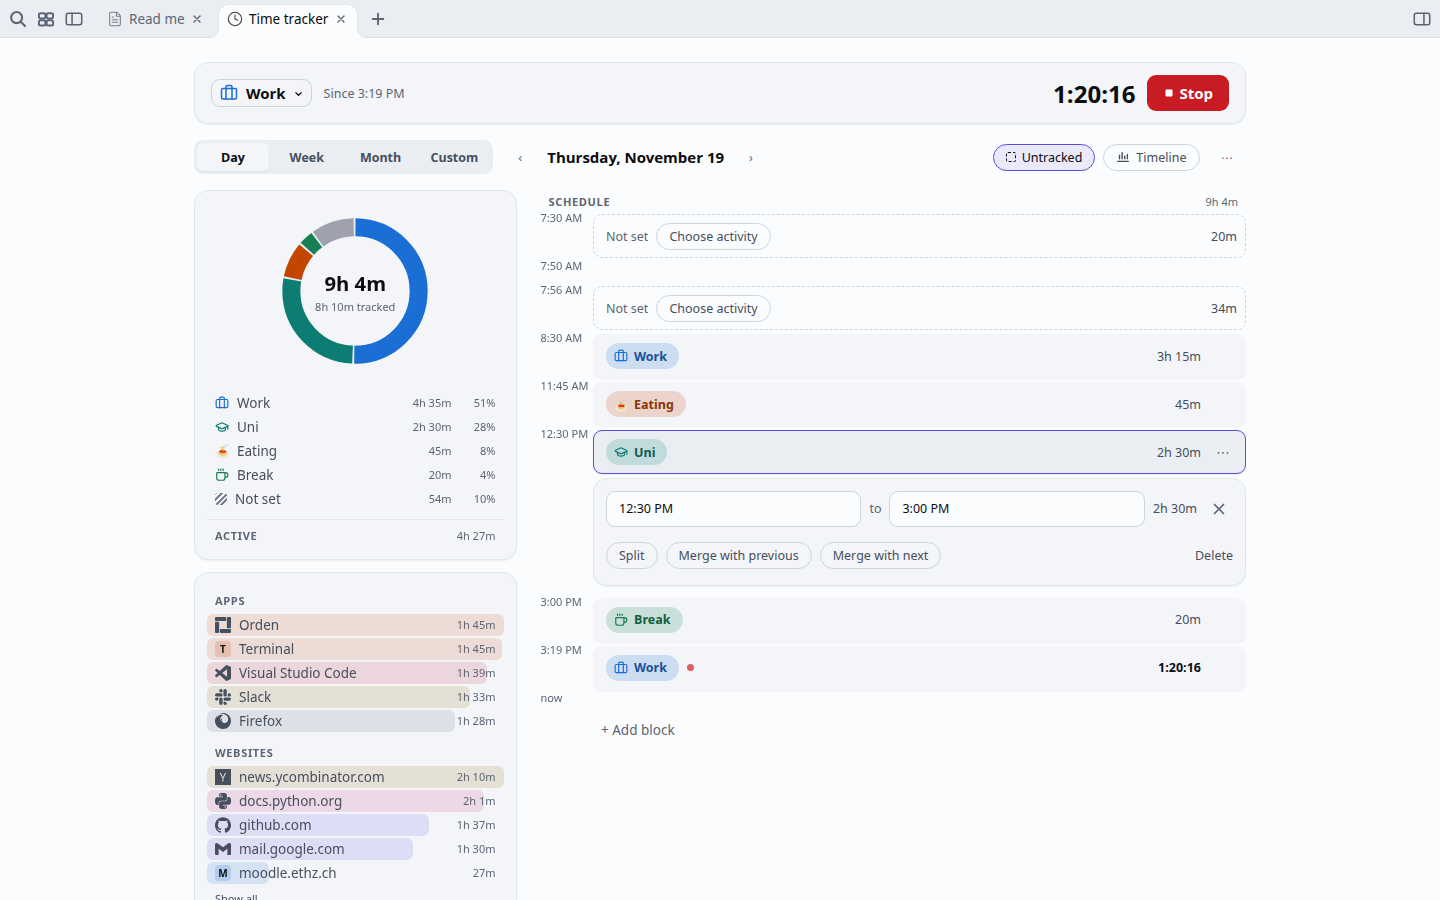 Read me
Time tracker
Work
Since 3:19 PM
1:20:16
Stop
Day
Week
Month
Custom
‹
Thursday, November 19
›
Untracked
Timeline
···
9h 4m
8h 10m tracked
Work 4h 35m 51%
Uni 2h 30m 28%
Eating 45m 8%
Break 20m 4%
Not set 54m 10%
ACTIVE 4h 27m
APPS
Orden 1h 45m
T Terminal 1h 45m
Visual Studio Code 1h 39m
Slack 1h 33m
Firefox 1h 28m
WEBSITES
Y news.ycombinator.com 2h 10m
docs.python.org 2h 1m
github.com 1h 37m
mail.google.com 1h 30m
M moodle.ethz.ch 27m
Show all
SCHEDULE 9h 4m
7:30 AM
Not set Choose activity 20m
7:50 AM
7:56 AM
Not set Choose activity 34m
8:30 AM
Work 3h 15m
11:45 AM
Eating 45m
12:30 PM
Uni 2h 30m ···
12:30 PM to 3:00 PM 2h 30m
Split Merge with previous Merge with next Delete
3:00 PM
Break 20m
3:19 PM
Work 1:20:16
now
+ Add block